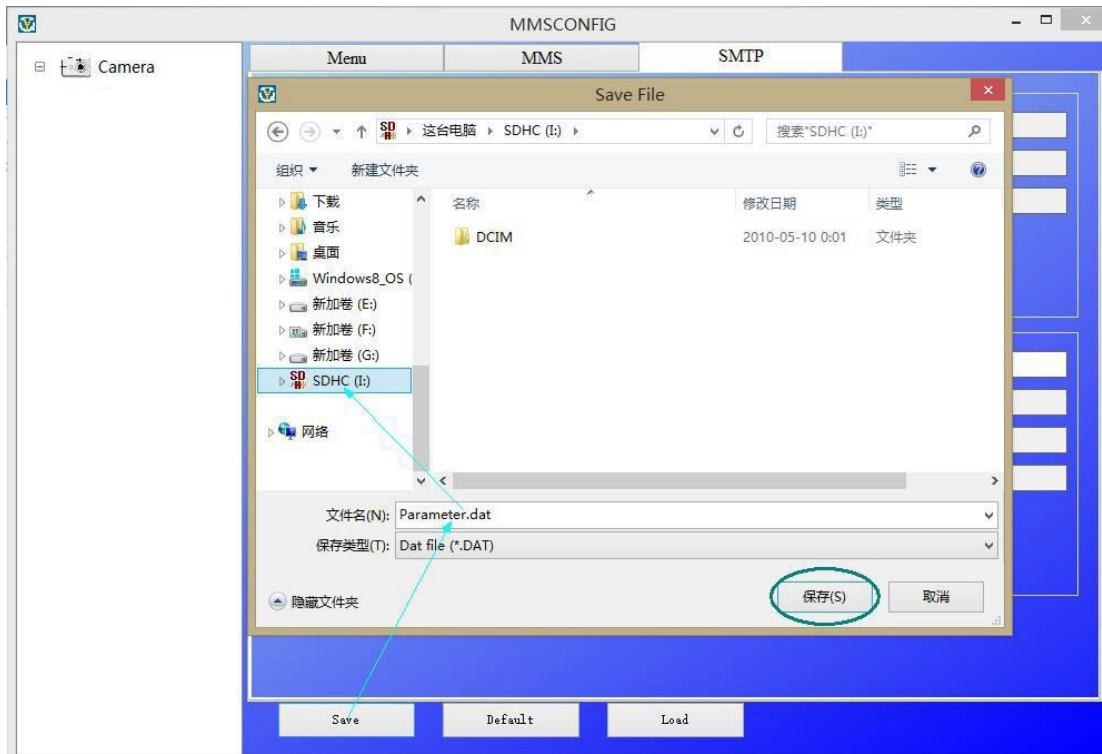 MMSCONFIG
Camera
Menu MMS SMTP
Save File
这台电脑 SDHC (I:)
搜索"SDHC (I:)"
组织 新建文件夹
下载
音乐
桌面
Windows8_OS (
新加卷 (E:)
新加卷 (F:)
新加卷 (G:)
SDHC (I:)
网络
名称 修改日期 类型
DCIM 2010-05-10 0:01 文件夹
文件名(N): Parameter.dat
保存类型(T): Dat file (*.DAT)
隐藏文件夹
保存(S) 取消
Save Default Load